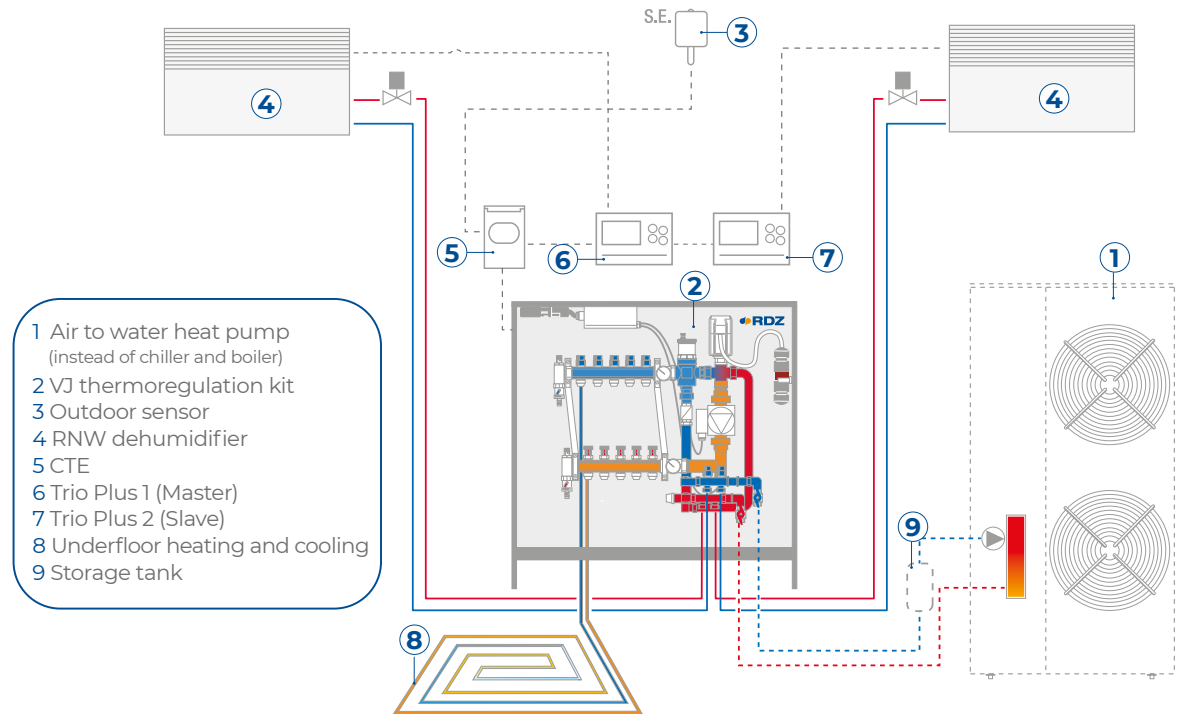 S.E.
3
4
4
5
6
7
2
1
RDZ
1 Air to water heat pump
(instead of chiller and boiler)
2 VJ thermoregulation kit
3 Outdoor sensor
4 RNW dehumidifier
5 CTE
6 Trio Plus 1 (Master)
7 Trio Plus 2 (Slave)
8 Underfloor heating and cooling
9 Storage tank
9
8